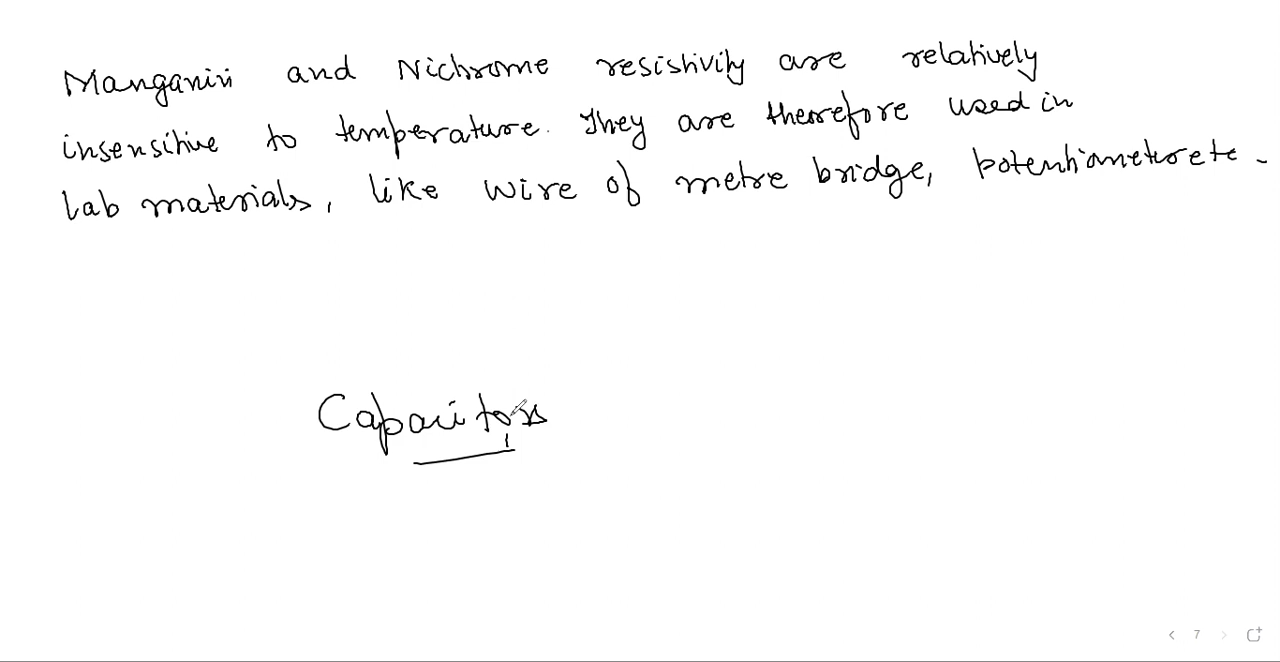 Manganin and Nichrome resistivity are relatively
insensitive to temperature. They are therefore used in
lab materials, like wire of metre bridge, potentiometer etc -
Capacitors
7